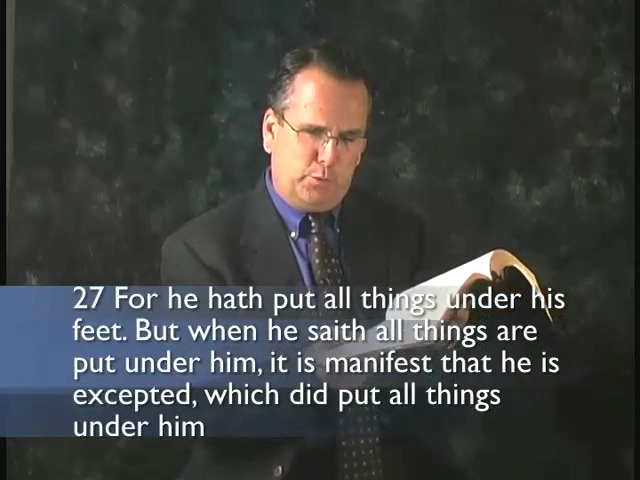 27 For he hath put all things under his
feet. But when he saith all things are
put under him, it is manifest that he is
excepted, which did put all things
under him